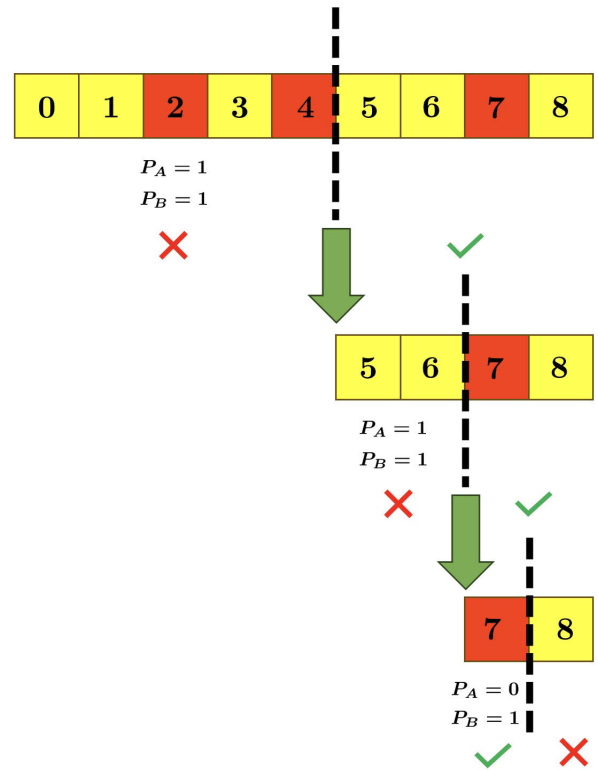 0 1 2 3 4 5 6 7 8
P_A = 1
P_B = 1
5 6 7 8
P_A = 1
P_B = 1
7 8
P_A = 0
P_B = 1